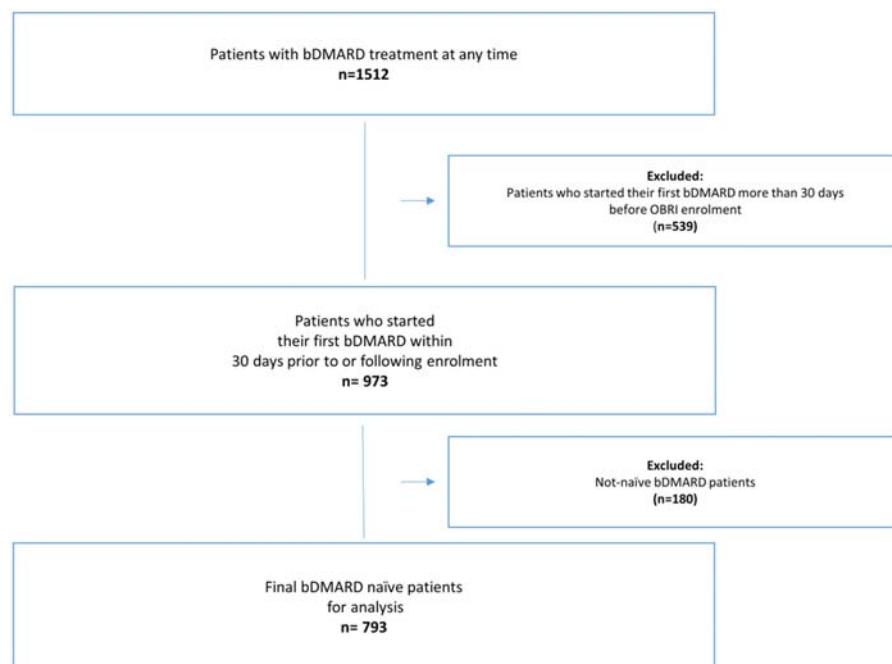 Patients with bDMARD treatment at any time
n=1512
Excluded:
Patients who started their first bDMARD more than 30 days
before OBRI enrolment
(n=539)
Patients who started
their first bDMARD within
30 days prior to or following enrolment
n= 973
Excluded:
Not-naïve bDMARD patients
(n=180)
Final bDMARD naïve patients
for analysis
n= 793